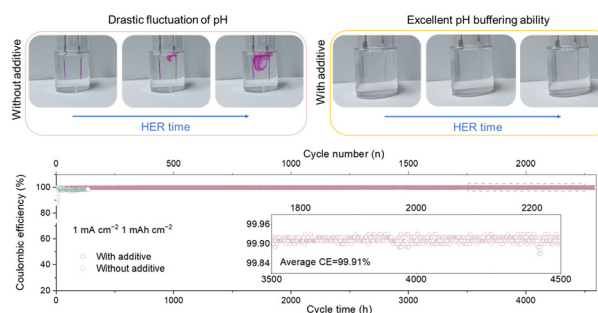 Drastic fluctuation of pH
Excellent pH buffering ability
Without additive
With additive
HER time
HER time
Cycle number (n)
0 500 1000 1500 2000
Coulombic efficiency (%)
100
80
60
40
20
1 mA cm⁻² 1 mAh cm⁻²
With additive
Without additive
1800 2000 2200
99.96
99.90
99.84
Average CE=99.91%
3500 4000 4500
0 1000 2000 3000 4000
Cycle time (h)